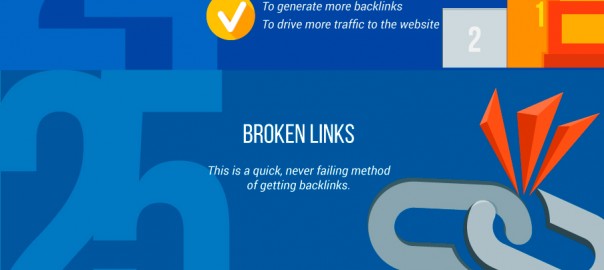 To generate more backlinks
To drive more traffic to the website
2
1
25
BROKEN LINKS
This is a quick, never failing method
of getting backlinks.